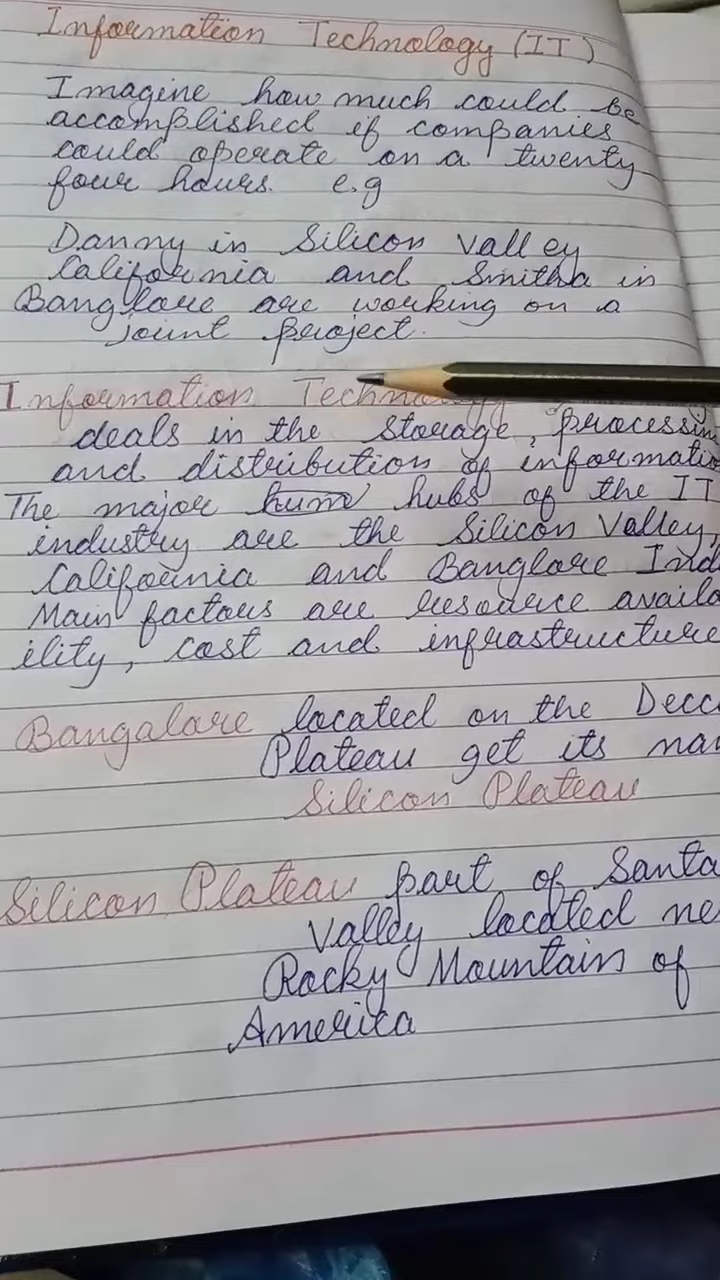 Information Technology (IT)
Imagine how much could be
accomplished if companies
could operate on a twenty
four hours. e.g
Danny in Silicon Valley
California and Smitha in
Banglore are working on a
joint project.
Information Techno
deals in the storage, processin
and distribution of informatio
The major hubs of the IT
industry are the Silicon Valley,
California and Banglore Ind
Main factors are resource availa
ility, cost and infrastructure
Bangalore located on the Decc
Plateau get its na
Silicon Plateau
Silicon Plateau part of Santa
Valley located ne
Rocky Mountain of
America